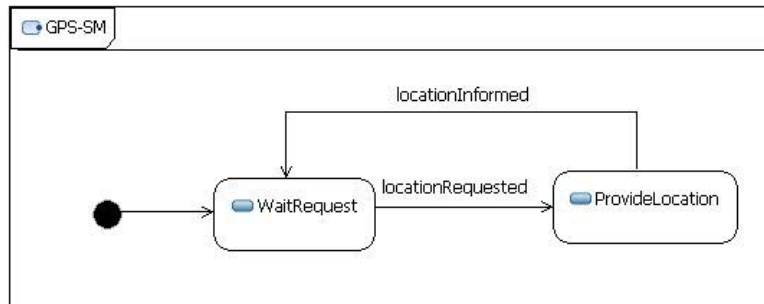 GPS-SM
locationInformed
locationRequested
WaitRequest
ProvideLocation